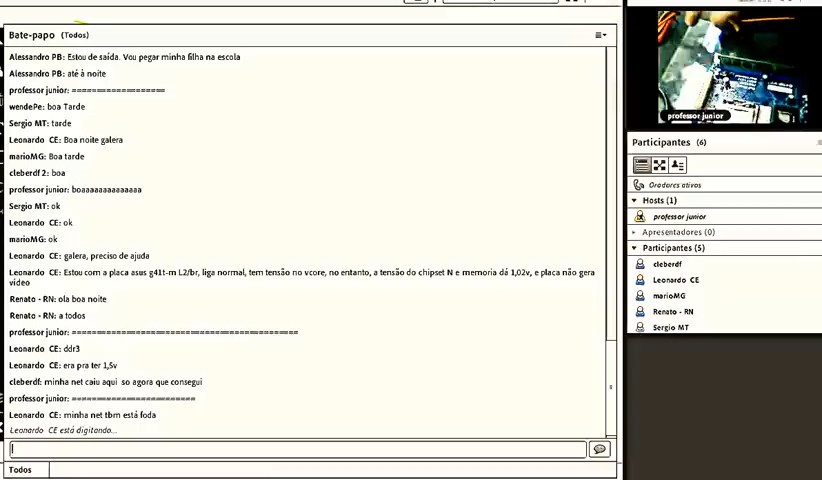 Bate-papo (Todos)
Alessandro PB: Estou de saída. Vou pegar minha filha na escola
Alessandro PB: até à noite
professor junior: ===================
wendePe: boa Tarde
Sergio MT: tarde
Leonardo CE: Boa noite galera
marioMG: Boa tarde
cleberdf 2: boa
professor junior: boaaaaaaaaaaaaaa
Sergio MT: ok
Leonardo CE: ok
marioMG: ok
Leonardo CE: galera, preciso de ajuda
Leonardo CE: Estou com a placa asus g41t-m L2/br, liga normal, tem tensão no vcore, no entanto, a tensão do chipset N e memoria dá 1,02v, e placa não gera
video
Renato - RN: ola boa noite
Renato - RN: a todos
professor junior: ==============================================
Leonardo CE: ddr3
Leonardo CE: era pra ter 1,5v
cleberdf: minha net caiu aqui so agora que consegui
professor junior: =========================
Leonardo CE: minha net tbm está foda
Leonardo CE está digitando...
Todos
professor junior
Participantes (6)
Oradores ativos
Hosts (1)
professor junior
Apresentadores (0)
Participantes (5)
cleberdf
Leonardo CE
marioMG
Renato - RN
Sergio MT